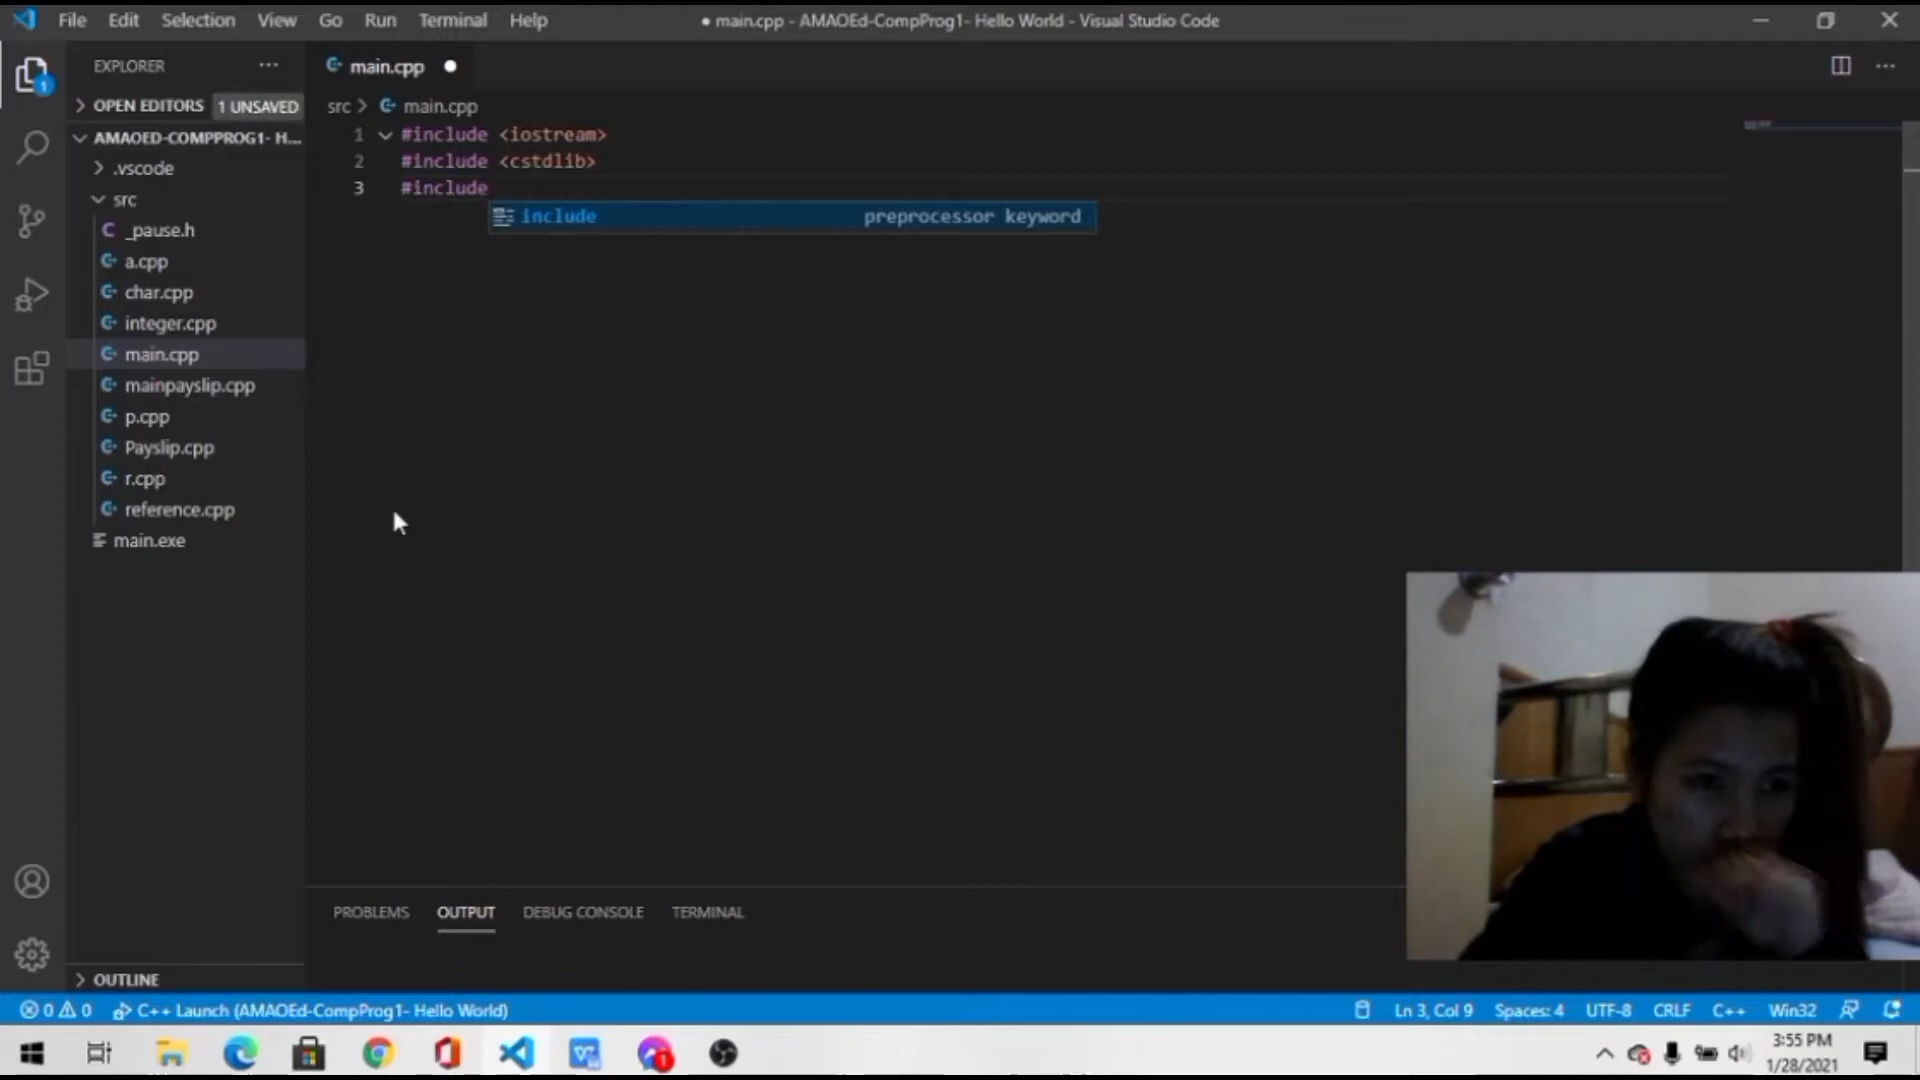 File Edit Selection View Go Run Terminal Help
● main.cpp - AMAOEd-CompProg1- Hello World - Visual Studio Code
EXPLORER
main.cpp
OPEN EDITORS 1 UNSAVED
src > main.cpp
AMAOED-COMPPROG1- H...
1 #include <iostream>
2 #include <cstdlib>
3 #include
include preprocessor keyword
.vscode
src
_pause.h
a.cpp
char.cpp
integer.cpp
main.cpp
mainpayslip.cpp
p.cpp
Payslip.cpp
r.cpp
reference.cpp
main.exe
PROBLEMS OUTPUT DEBUG CONSOLE TERMINAL
OUTLINE
0 0 C++ Launch (AMAOEd-CompProg1- Hello World)
Ln 3, Col 9 Spaces: 4 UTF-8 CRLF C++ Win32
3:55 PM
1/28/2021